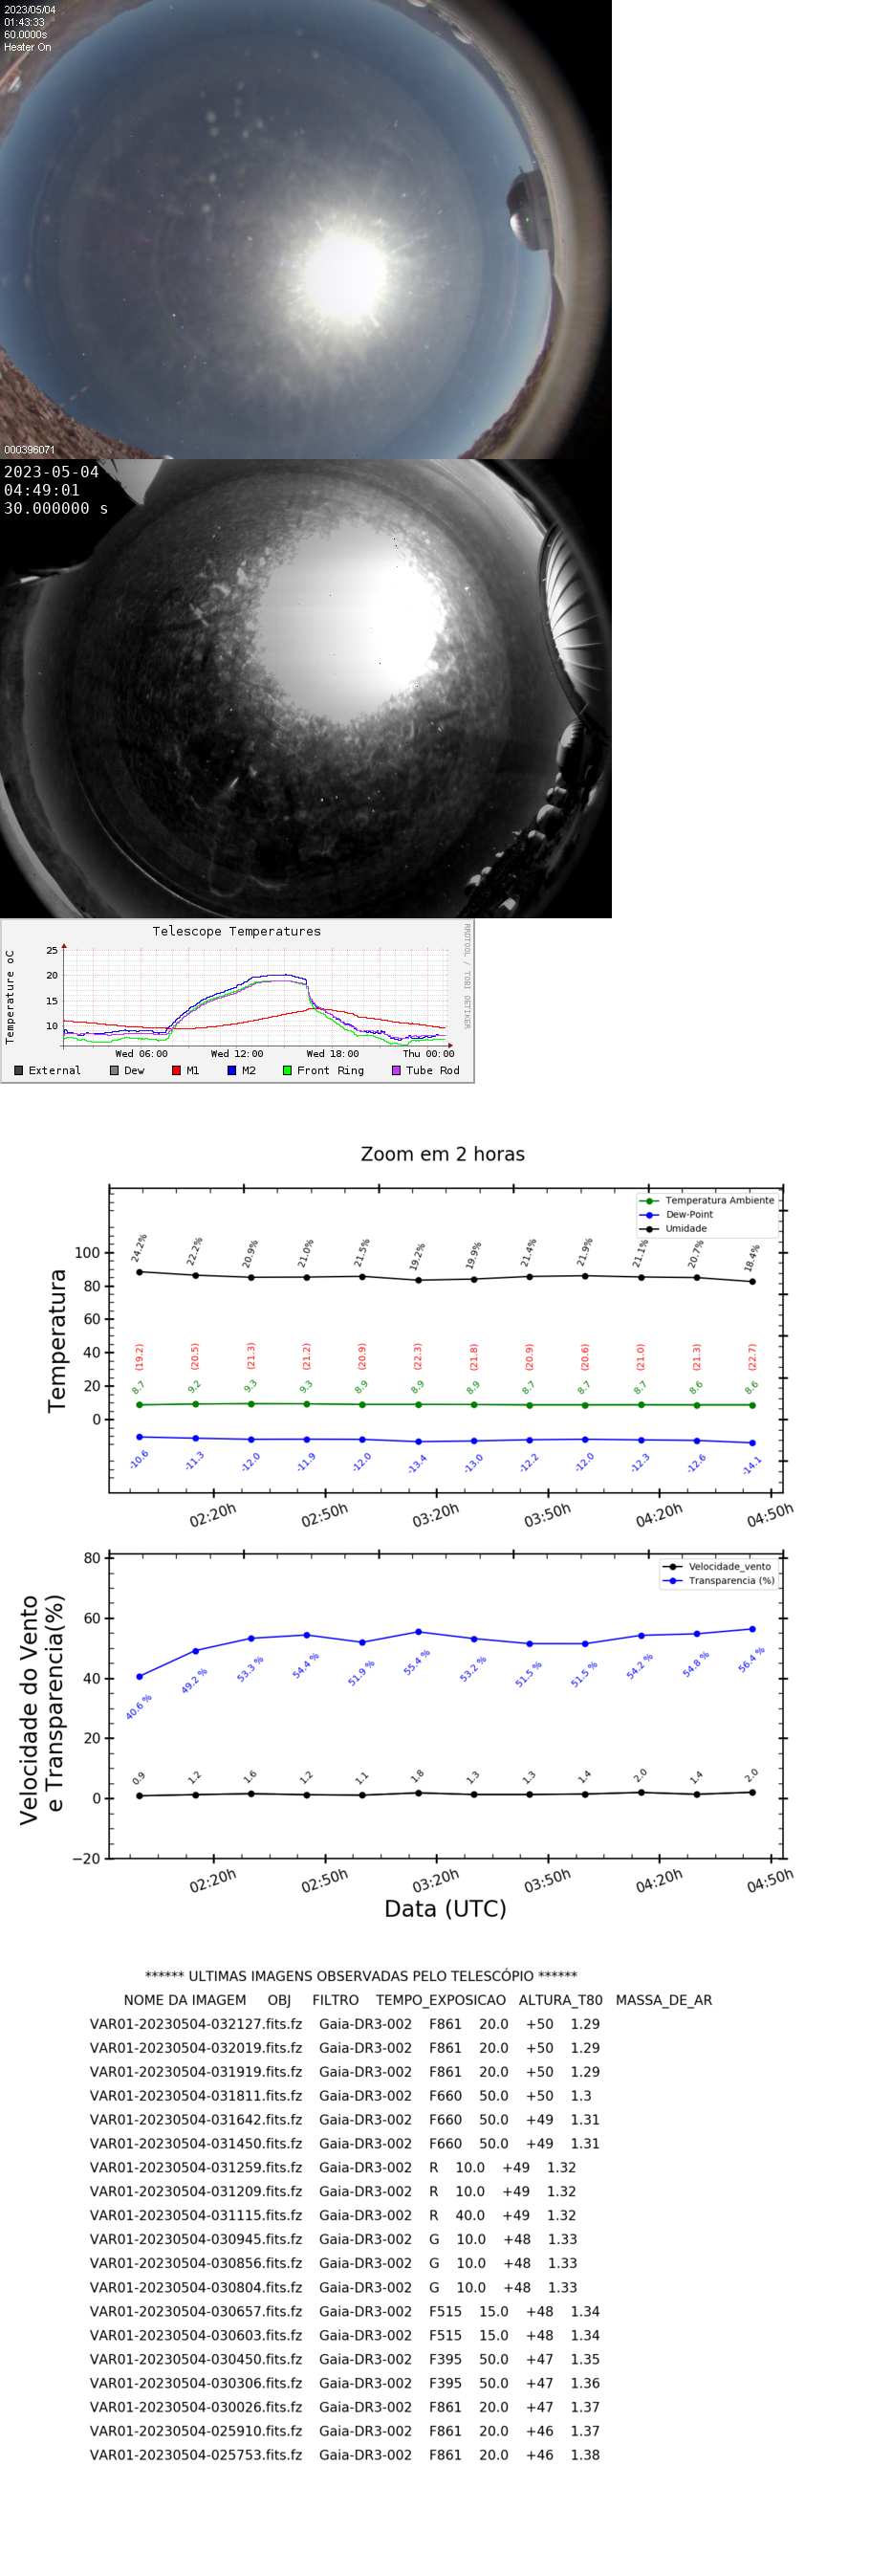 2023/05/04
01:43:33
60.0000s
Heater On
000396071
2023-05-04
04:49:01
30.000000 s
Telescope Temperatures
RRDTOOL / TOBI OETIKER
Temperature oC
25
20
15
10
Wed 06:00 Wed 12:00 Wed 18:00 Thu 00:00
External Dew M1 M2 Front Ring Tube Rod
Zoom em 2 horas
Temperatura Ambiente
Dew-Point
Umidade
Temperatura
100
80
60
40
20
0
24.2% 22.2% 20.9% 21.0% 21.5% 19.2% 19.9% 21.4% 21.9% 21.1% 20.7% 18.4%
(19.2) (20.5) (21.3) (21.2) (20.9) (22.3) (21.8) (20.9) (20.6) (21.0) (21.3) (22.7)
8.7 9.2 9.3 9.3 8.9 8.9 8.9 8.7 8.7 8.7 8.6 8.6
-10.6 -11.3 -12.0 -11.9 -12.0 -13.4 -13.0 -12.2 -12.0 -12.3 -12.6 -14.1
02:20h 02:50h 03:20h 03:50h 04:20h 04:50h
Velocidade_vento
Transparencia (%)
Velocidade do Vento
e Transparencia(%)
80
60
40
20
0
−20
40.6 % 49.2 % 53.3 % 54.4 % 51.9 % 55.4 % 53.2 % 51.5 % 51.5 % 54.2 % 54.8 % 56.4 %
0.9 1.2 1.6 1.2 1.1 1.8 1.3 1.3 1.4 2.0 1.4 2.0
02:20h 02:50h 03:20h 03:50h 04:20h 04:50h
Data (UTC)
****** ULTIMAS IMAGENS OBSERVADAS PELO TELESCÓPIO ******
NOME DA IMAGEM OBJ FILTRO TEMPO_EXPOSICAO ALTURA_T80 MASSA_DE_AR
VAR01-20230504-032127.fits.fz Gaia-DR3-002 F861 20.0 +50 1.29
VAR01-20230504-032019.fits.fz Gaia-DR3-002 F861 20.0 +50 1.29
VAR01-20230504-031919.fits.fz Gaia-DR3-002 F861 20.0 +50 1.29
VAR01-20230504-031811.fits.fz Gaia-DR3-002 F660 50.0 +50 1.3
VAR01-20230504-031642.fits.fz Gaia-DR3-002 F660 50.0 +49 1.31
VAR01-20230504-031450.fits.fz Gaia-DR3-002 F660 50.0 +49 1.31
VAR01-20230504-031259.fits.fz Gaia-DR3-002 R 10.0 +49 1.32
VAR01-20230504-031209.fits.fz Gaia-DR3-002 R 10.0 +49 1.32
VAR01-20230504-031115.fits.fz Gaia-DR3-002 R 40.0 +49 1.32
VAR01-20230504-030945.fits.fz Gaia-DR3-002 G 10.0 +48 1.33
VAR01-20230504-030856.fits.fz Gaia-DR3-002 G 10.0 +48 1.33
VAR01-20230504-030804.fits.fz Gaia-DR3-002 G 10.0 +48 1.33
VAR01-20230504-030657.fits.fz Gaia-DR3-002 F515 15.0 +48 1.34
VAR01-20230504-030603.fits.fz Gaia-DR3-002 F515 15.0 +48 1.34
VAR01-20230504-030450.fits.fz Gaia-DR3-002 F395 50.0 +47 1.35
VAR01-20230504-030306.fits.fz Gaia-DR3-002 F395 50.0 +47 1.36
VAR01-20230504-030026.fits.fz Gaia-DR3-002 F861 20.0 +47 1.37
VAR01-20230504-025910.fits.fz Gaia-DR3-002 F861 20.0 +46 1.37
VAR01-20230504-025753.fits.fz Gaia-DR3-002 F861 20.0 +46 1.38